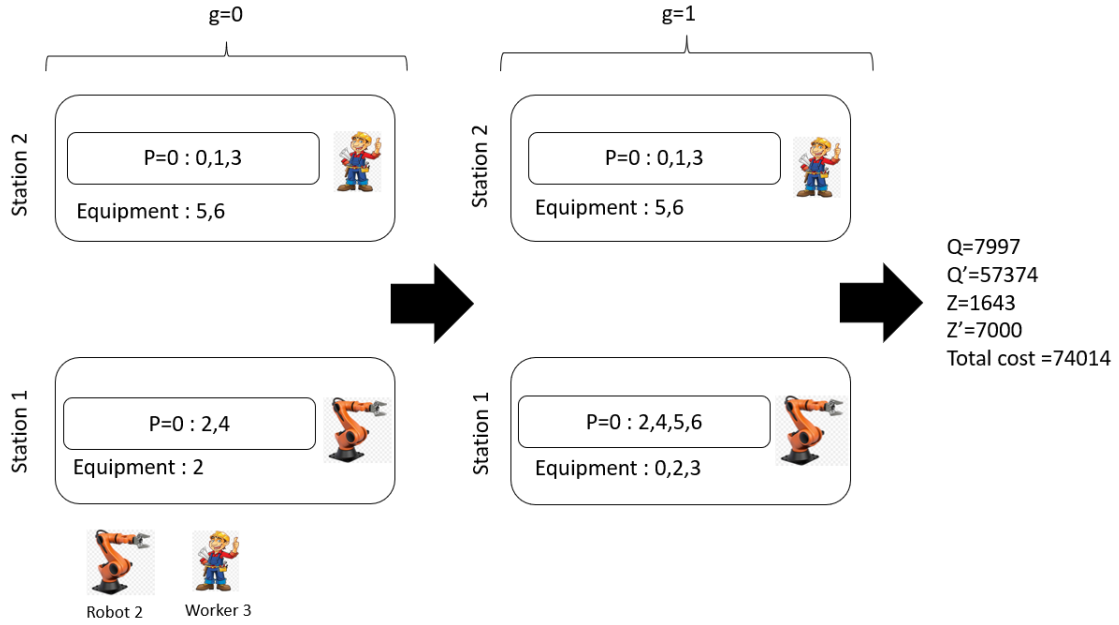 g=0
g=1
Station 2
P=0 : 0,1,3
Equipment : 5,6
Station 2
P=0 : 0,1,3
Equipment : 5,6
Station 1
P=0 : 2,4
Equipment : 2
Station 1
P=0 : 2,4,5,6
Equipment : 0,2,3
Q=7997
Q’=57374
Z=1643
Z’=7000
Total cost =74014
Robot 2
Worker 3